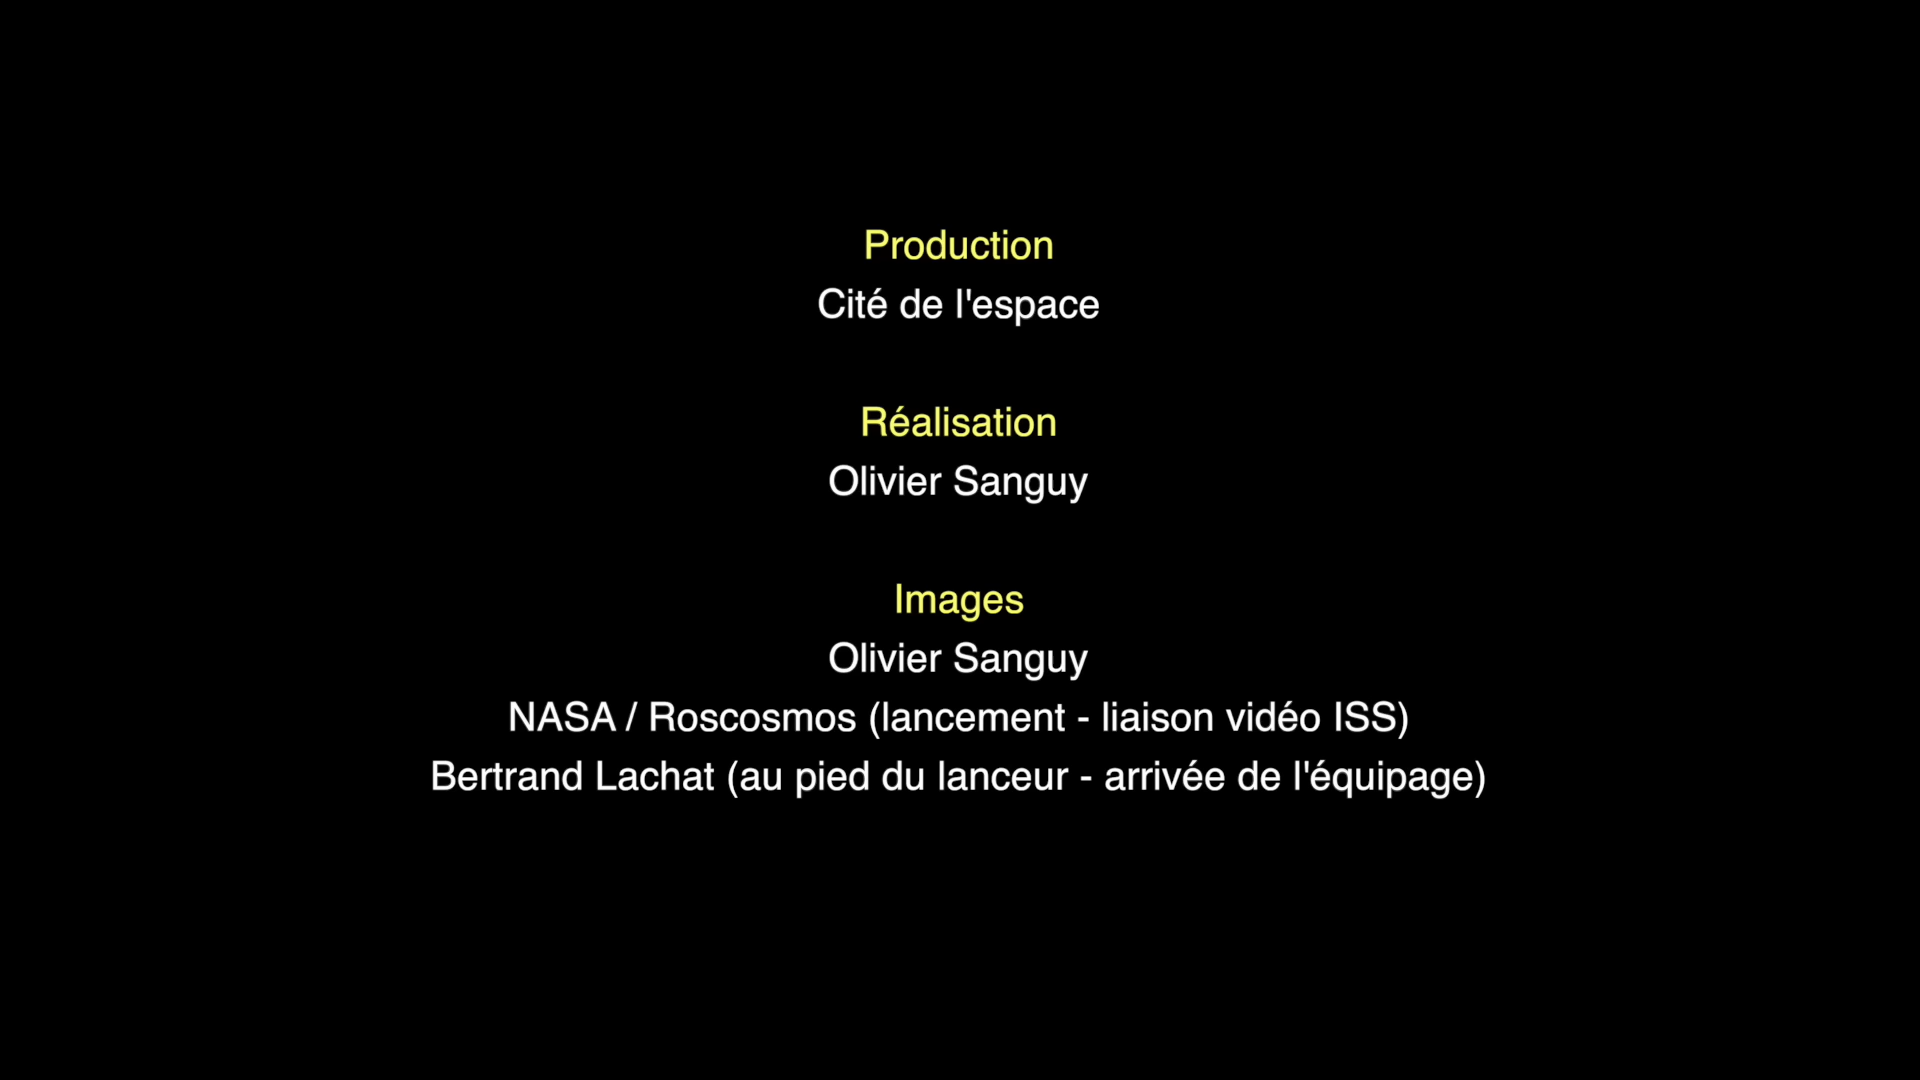 Production
Cité de l'espace
Réalisation
Olivier Sanguy
Images
Olivier Sanguy
NASA / Roscosmos (lancement - liaison vidéo ISS)
Bertrand Lachat (au pied du lanceur - arrivée de l'équipage)